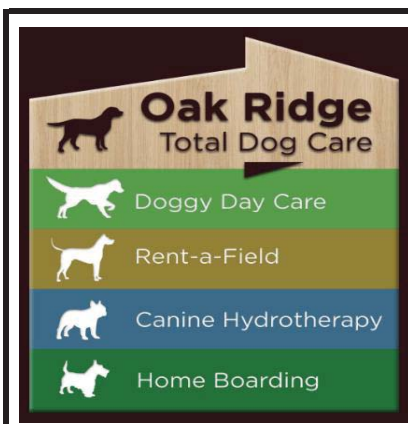 Oak Ridge
Total Dog Care
Doggy Day Care
Rent-a-Field
Canine Hydrotherapy
Home Boarding